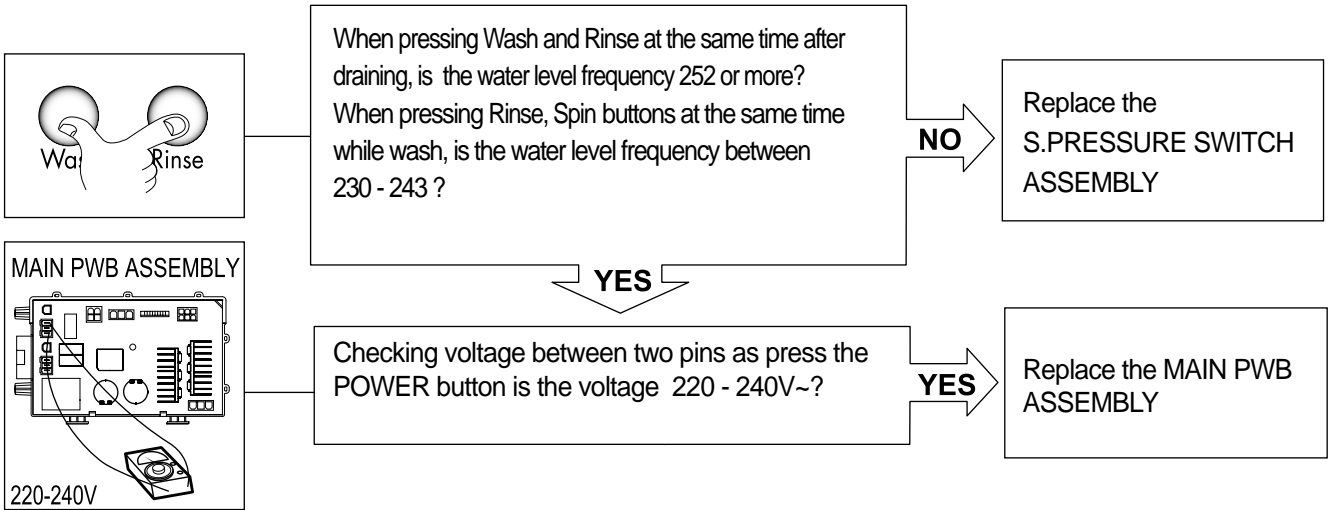 Wa Rinse
When pressing Wash and Rinse at the same time after
draining, is the water level frequency 252 or more?
When pressing Rinse, Spin buttons at the same time
while wash, is the water level frequency between
230 - 243 ?
NO
Replace the
S.PRESSURE SWITCH
ASSEMBLY
YES
MAIN PWB ASSEMBLY
220-240V
Checking voltage between two pins as press the
POWER button is the voltage 220 - 240V~?
YES
Replace the MAIN PWB
ASSEMBLY